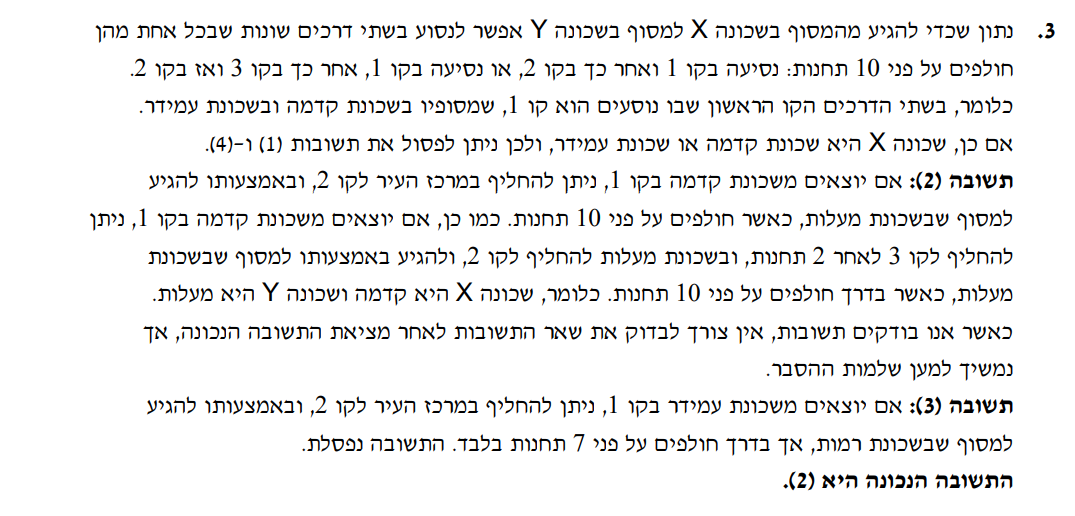 3. נתון שכדי להגיע מהמסוף בשכונה X למסוף בשכונה Y אפשר לנסוע בשתי דרכים שונות שבכל אחת מהן
חולפים על פני 10 תחנות: נסיעה בקו 1 ואחר כך בקו 2, או נסיעה בקו 1, אחר כך בקו 3 ואז בקו 2.
כלומר, בשתי הדרכים הקו הראשון שבו נוסעים הוא קו 1, שמסופיו בשכונת קדמה ובשכונת עמידר.
אם כן, שכונה X היא שכונת קדמה או שכונת עמידר, ולכן ניתן לפסול את תשובות (1) ו-(4).
תשובה (2): אם יוצאים משכונת קדמה בקו 1, ניתן להחליף במרכז העיר לקו 2, ובאמצעותו להגיע
למסוף שבשכונת מעלות, כאשר חולפים על פני 10 תחנות. כמו כן, אם יוצאים משכונת קדמה בקו 1, ניתן
להחליף לקו 3 לאחר 2 תחנות, ובשכונת מעלות להחליף לקו 2, ולהגיע באמצעותו למסוף שבשכונת
מעלות, כאשר בדרך חולפים על פני 10 תחנות. כלומר, שכונה X היא קדמה ושכונה Y היא מעלות.
כאשר אנו בודקים תשובות, אין צורך לבדוק את שאר התשובות לאחר מציאת התשובה הנכונה, אך
נמשיך למען שלמות ההסבר.
תשובה (3): אם יוצאים משכונת עמידר בקו 1, ניתן להחליף במרכז העיר לקו 2, ובאמצעותו להגיע
למסוף שבשכונת רמות, אך בדרך חולפים על פני 7 תחנות בלבד. התשובה נפסלת.
התשובה הנכונה היא (2).